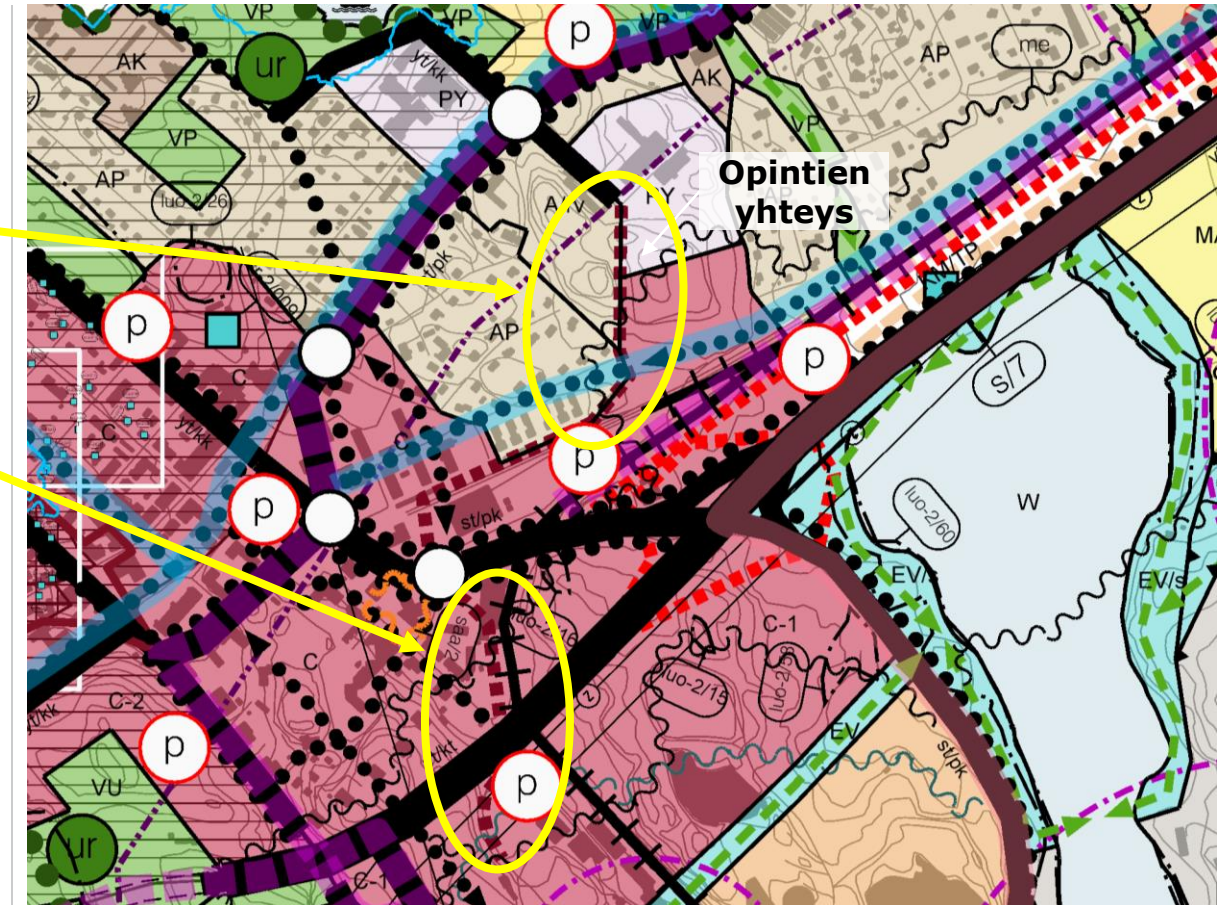 VP
VP
p
VP
AK
ur
yt/kk
PY
AK
AP
me
VP
VP
AP
luo-2/26
Opintien
yhteys
PY
st/pk
AP
p
C
p
s/7
W
C
yt/kk
C
p
p
st/pk
luo-2/60
EV/s
C-1
C
luo-2/15
EV
C-2
p
p
st/pk
VU
ur
C-1